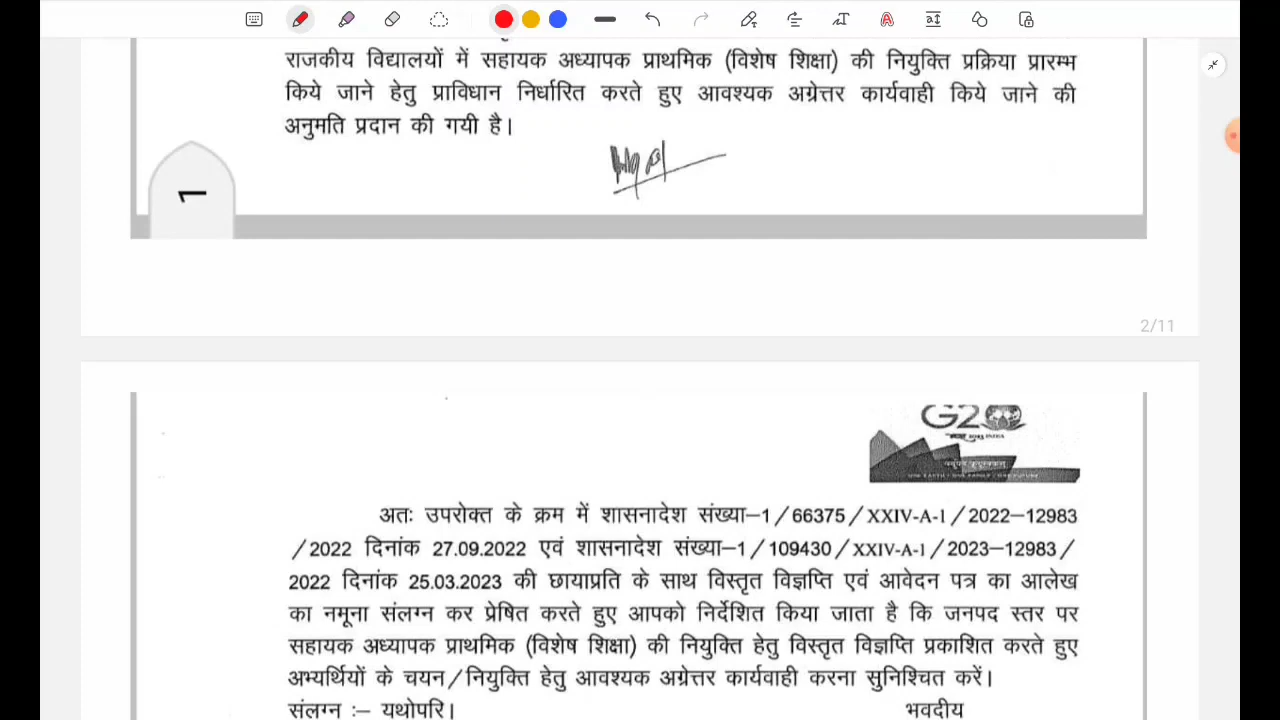 राजकीय विद्यालयों में सहायक अध्यापक प्राथमिक (विशेष शिक्षा) की नियुक्ति प्रक्रिया प्रारम्भ
किये जाने हेतु प्राविधान निर्धारित करते हुए आवश्यक अग्रेत्तर कार्यवाही किये जाने की
अनुमति प्रदान की गयी है।
1
2/11
G20
अतः उपरोक्त के क्रम में शासनादेश संख्या–1/66375/XXIV-A-1/2022–12983
/2022 दिनांक 27.09.2022 एवं शासनादेश संख्या–1/109430/XXIV-A-1/2023–12983/
2022 दिनांक 25.03.2023 की छायाप्रति के साथ विस्तृत विज्ञप्ति एवं आवेदन पत्र का आलेख
का नमूना संलग्न कर प्रेषित करते हुए आपको निर्देशित किया जाता है कि जनपद स्तर पर
सहायक अध्यापक प्राथमिक (विशेष शिक्षा) की नियुक्ति हेतु विस्तृत विज्ञप्ति प्रकाशित करते हुए
अभ्यर्थियों के चयन/नियुक्ति हेतु आवश्यक अग्रेत्तर कार्यवाही करना सुनिश्चित करें।
संलग्न :– यथोपरि।
भवदीय